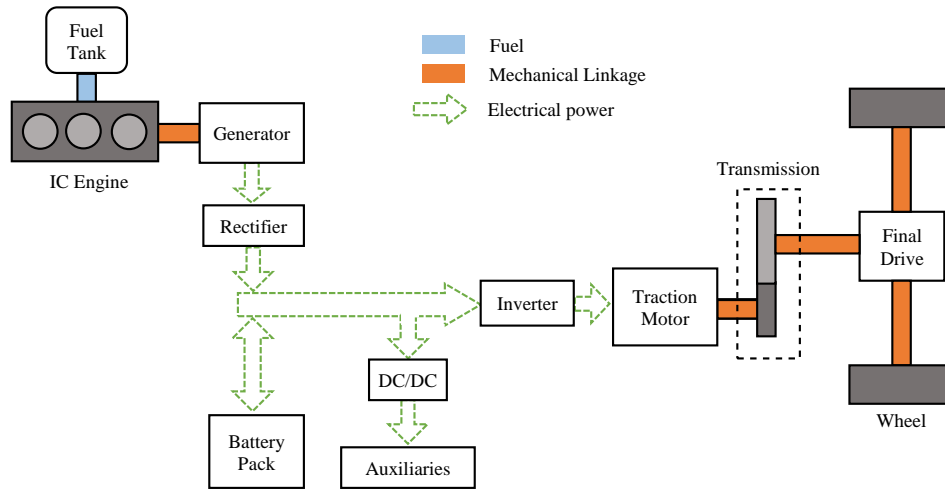 Fuel
Tank
Fuel
Mechanical Linkage
Electrical power
Generator
IC Engine
Transmission
Rectifier
Final
Drive
Inverter
Traction
Motor
DC/DC
Wheel
Battery
Pack
Auxiliaries